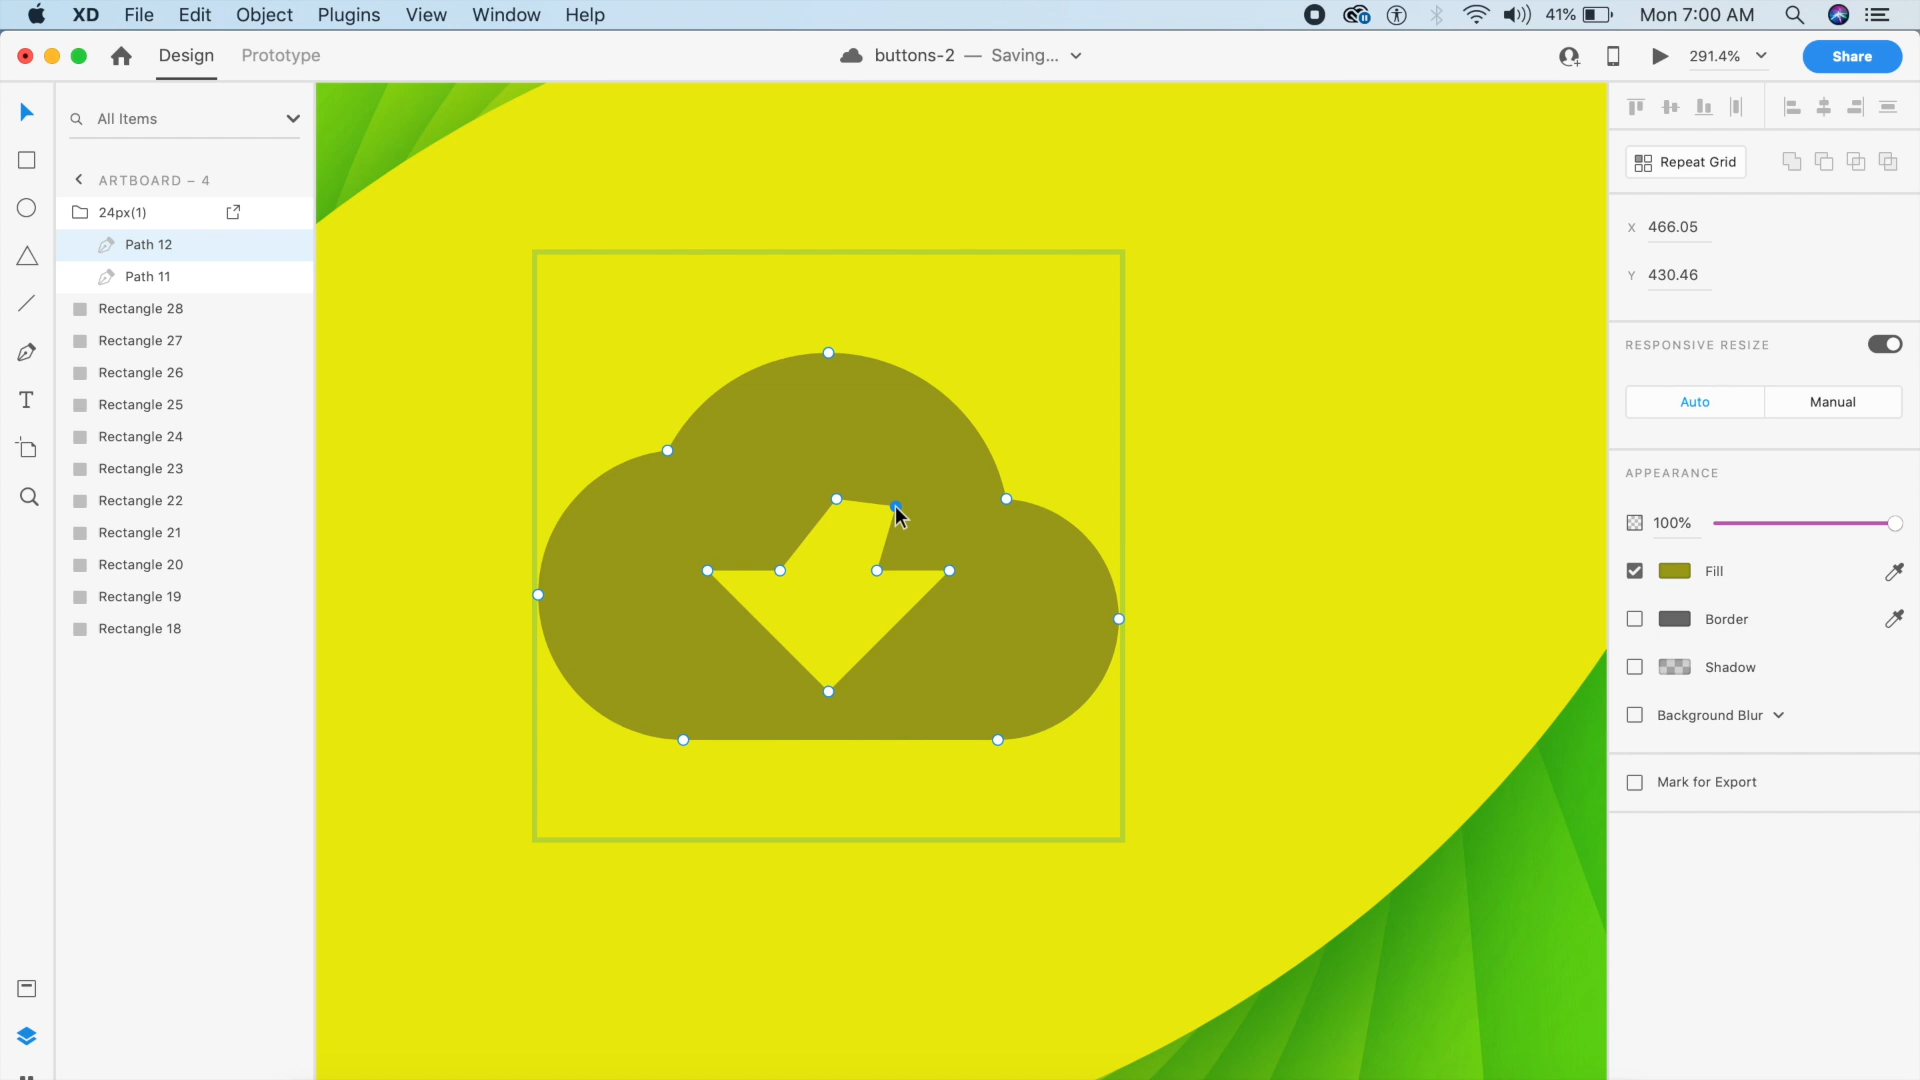 XD File Edit Object Plugins View Window Help 41% Mon 7:00 AM
Design Prototype buttons-2 — Saving... 291.4% Share
All Items
ARTBOARD – 4
24px(1)
Path 12
Path 11
Rectangle 28
Rectangle 27
Rectangle 26
Rectangle 25
Rectangle 24
Rectangle 23
Rectangle 22
Rectangle 21
Rectangle 20
Rectangle 19
Rectangle 18
Repeat Grid
X 466.05
Y 430.46
RESPONSIVE RESIZE
Auto Manual
APPEARANCE
100%
Fill
Border
Shadow
Background Blur
Mark for Export